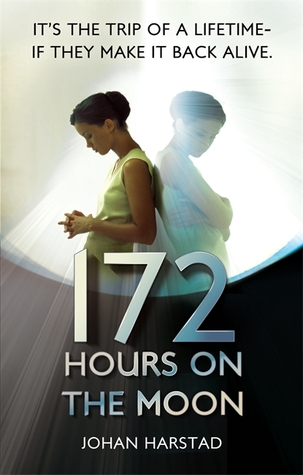 IT'S THE TRIP OF A LIFETIME-
IF THEY MAKE IT BACK ALIVE.
172
HOURS ON
THE MOON
JOHAN HARSTAD